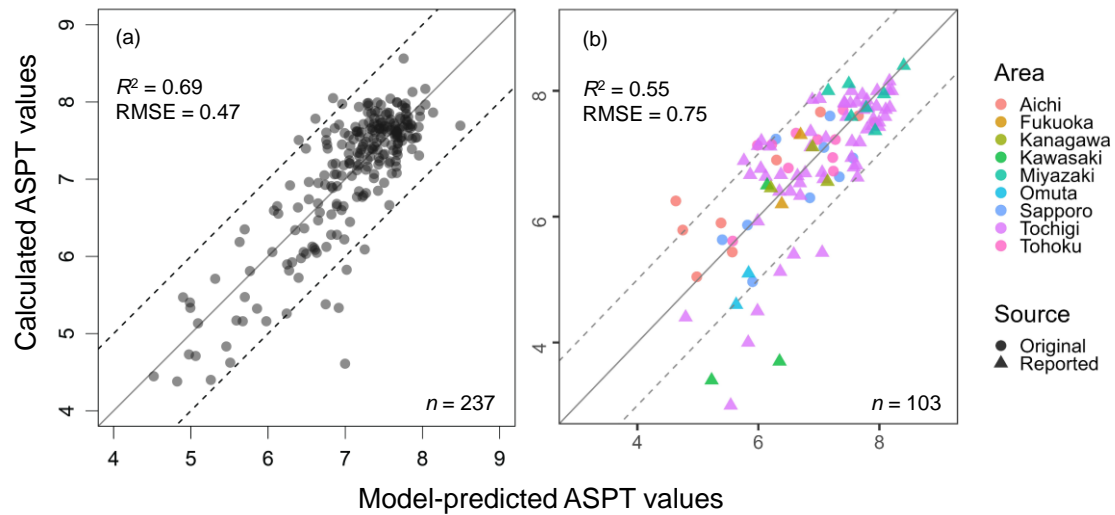 (a)
R² = 0.69
RMSE = 0.47
n = 237
9
8
7
6
5
4
4 5 6 7 8 9
Calculated ASPT values
(b)
R² = 0.55
RMSE = 0.75
n = 103
8
6
4
4 6 8
Model-predicted ASPT values
Area
Aichi
Fukuoka
Kanagawa
Kawasaki
Miyazaki
Omuta
Sapporo
Tochigi
Tohoku
Source
Original
Reported